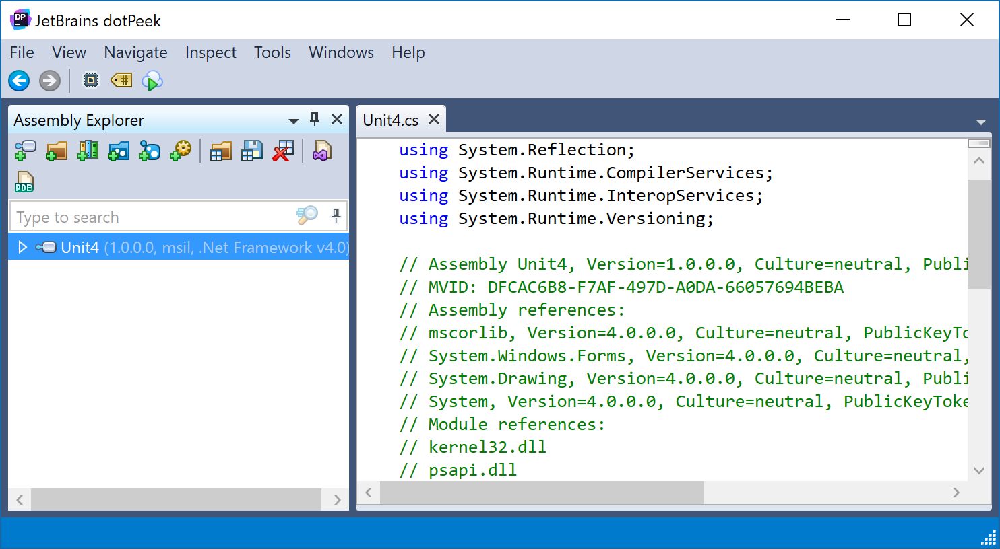 DP
JetBrains dotPeek
File View Navigate Inspect Tools Windows Help
Assembly Explorer
Unit4.cs
PDB
Type to search
Unit4 (1.0.0.0, msil, .Net Framework v4.0)
using System.Reflection;
using System.Runtime.CompilerServices;
using System.Runtime.InteropServices;
using System.Runtime.Versioning;
// Assembly Unit4, Version=1.0.0.0, Culture=neutral, Publi
// MVID: DFCAC6B8-F7AF-497D-A0DA-66057694BEBA
// Assembly references:
// mscorlib, Version=4.0.0.0, Culture=neutral, PublicKeyTo
// System.Windows.Forms, Version=4.0.0.0, Culture=neutral,
// System.Drawing, Version=4.0.0.0, Culture=neutral, Publi
// System, Version=4.0.0.0, Culture=neutral, PublicKeyToke
// Module references:
// kernel32.dll
// psapi.dll